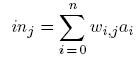 in_j = \sum_{i=0}^{n} w_{i,j} a_i